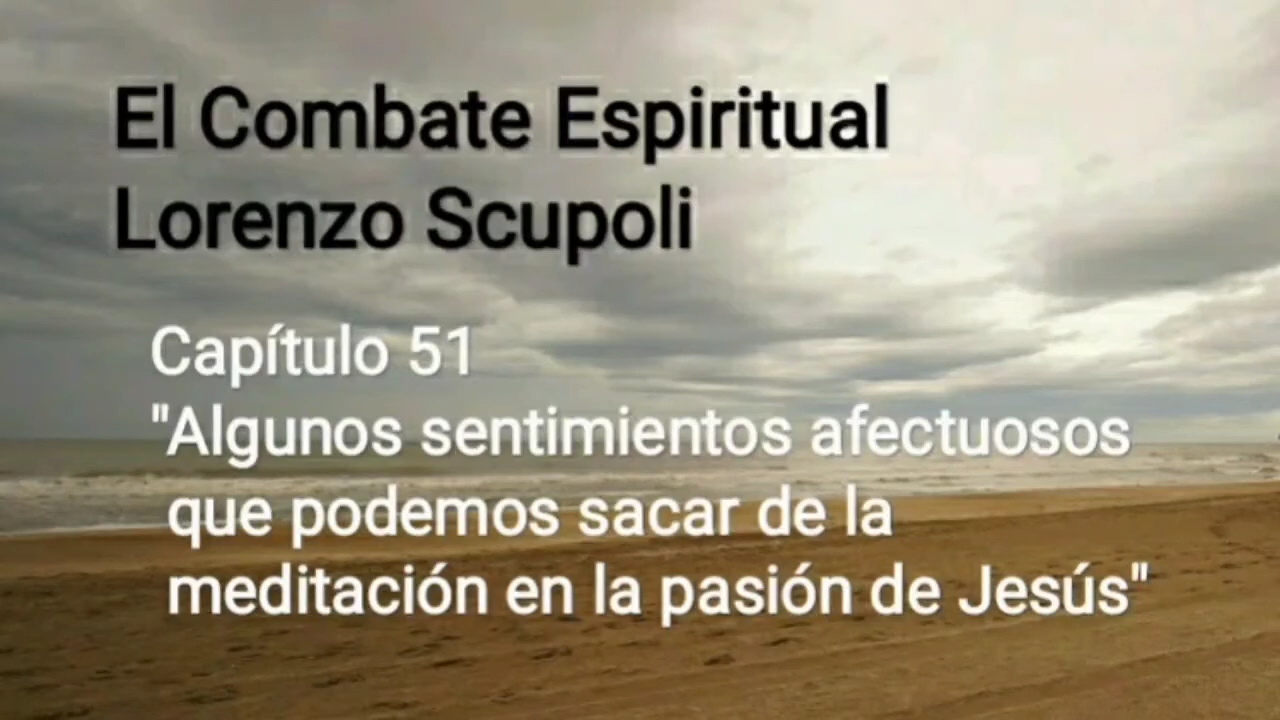 El Combate Espiritual
Lorenzo Scupoli
Capítulo 51
"Algunos sentimientos afectuosos
que podemos sacar de la
meditación en la pasión de Jesús"